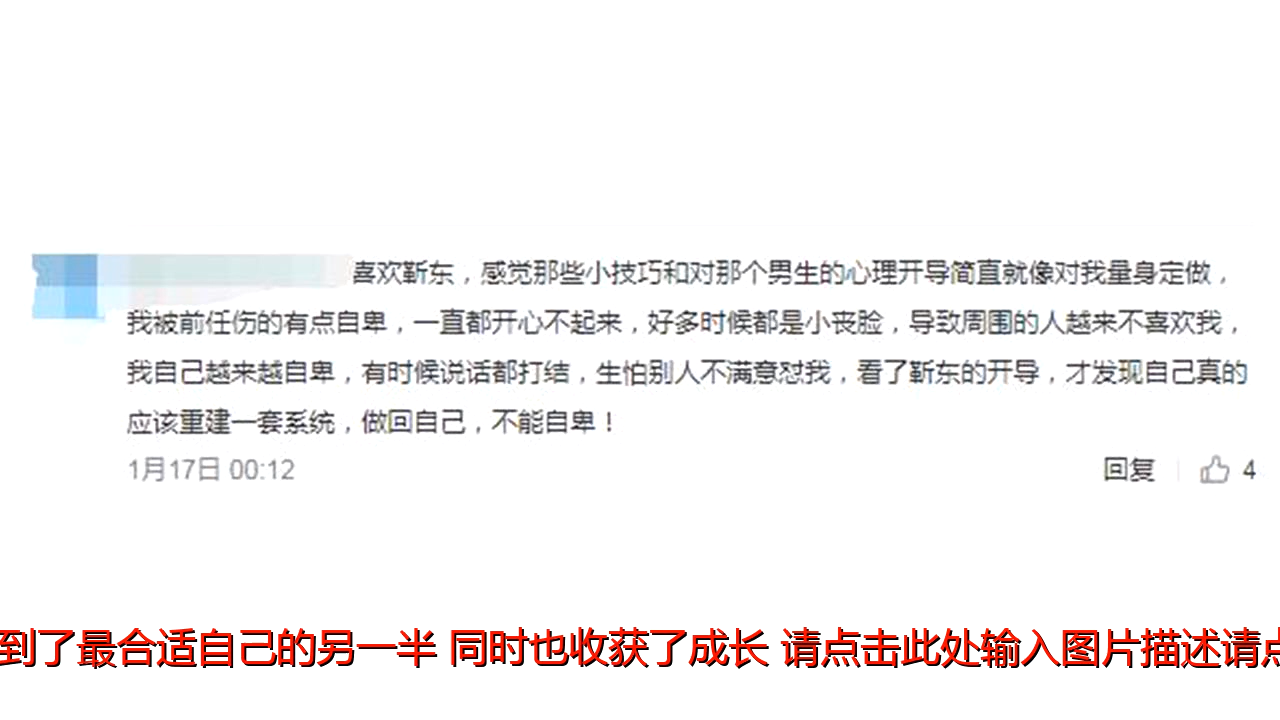 喜欢靳东，感觉那些小技巧和对那个男生的心理开导简直就像对我量身定做，
我被前任伤的有点自卑，一直都开心不起来，好多时候都是小丧脸，导致周围的人越来不喜欢我，
我自己越来越自卑，有时候说话都打结，生怕别人不满意怼我，看了靳东的开导，才发现自己真的
应该重建一套系统，做回自己，不能自卑！
1月17日 00:12 回复 4
到了最合适自己的另一半 同时也收获了成长 请点击此处输入图片描述请点